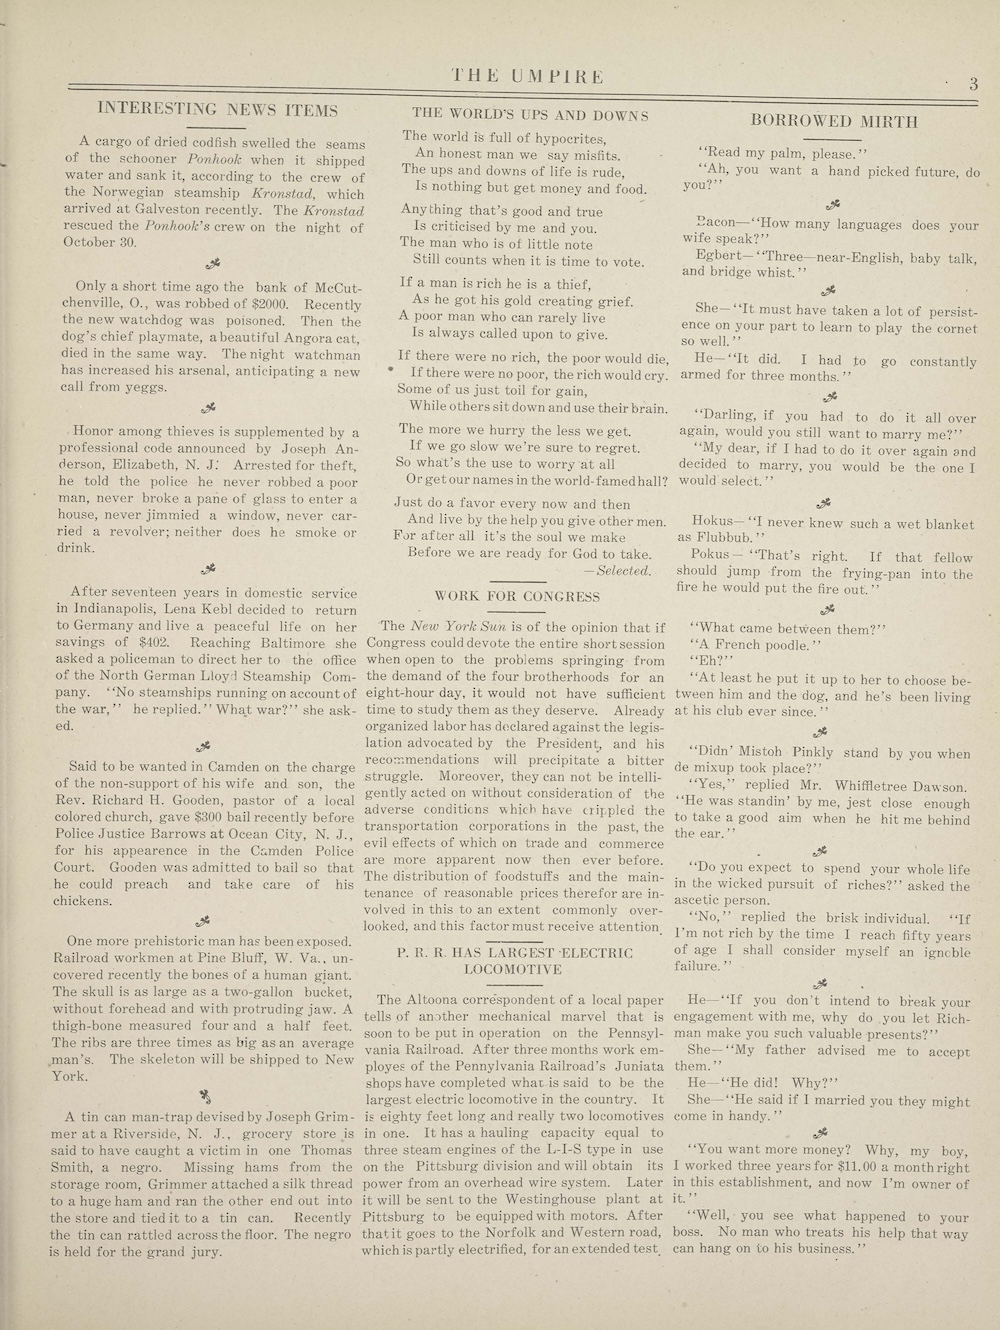 THE UMPIRE
3
INTERESTING NEWS ITEMS
A cargo of dried codfish swelled the seams
of the schooner Ponhook when it shipped
water and sank it, according to the crew of
the Norwegian steamship Kronstad, which
arrived at Galveston recently. The Kronstad
rescued the Ponhook's crew on the night of
October 30.
Only a short time ago the bank of McCut-
chenville, O., was robbed of $2000. Recently
the new watchdog was poisoned. Then the
dog's chief playmate, a beautiful Angora cat,
died in the same way. The night watchman
has increased his arsenal, anticipating a new
call from yeggs.
Honor among thieves is supplemented by a
professional code announced by Joseph An-
derson, Elizabeth, N. J. Arrested for theft,
he told the police he never robbed a poor
man, never broke a pane of glass to enter a
house, never jimmied a window, never car-
ried a revolver; neither does he smoke or
drink.
After seventeen years in domestic service
in Indianapolis, Lena Kebl decided to return
to Germany and live a peaceful life on her
savings of $402. Reaching Baltimore she
asked a policeman to direct her to the office
of the North German Lloyd Steamship Com-
pany. "No steamships running on account of
the war," he replied." What war?" she ask-
ed.
Said to be wanted in Camden on the charge
of the non-support of his wife and son, the
Rev. Richard H. Gooden, pastor of a local
colored church, gave $300 bail recently before
Police Justice Barrows at Ocean City, N. J.,
for his appearence in the Camden Police
Court. Gooden was admitted to bail so that
he could preach and take care of his
chickens.
One more prehistoric man has been exposed.
Railroad workmen at Pine Bluff, W. Va., un-
covered recently the bones of a human giant.
The skull is as large as a two-gallon bucket,
without forehead and with protruding jaw. A
thigh-bone measured four and a half feet.
The ribs are three times as big as an average
man's. The skeleton will be shipped to New
York.
A tin can man-trap devised by Joseph Grim-
mer at a Riverside, N. J., grocery store is
said to have caught a victim in one Thomas
Smith, a negro. Missing hams from the
storage room, Grimmer attached a silk thread
to a huge ham and ran the other end out into
the store and tied it to a tin can. Recently
the tin can rattled across the floor. The negro
is held for the grand jury.
THE WORLD'S UPS AND DOWNS
The world is full of hypocrites,
An honest man we say misfits.
The ups and downs of life is rude,
Is nothing but get money and food.
Anything that's good and true
Is criticised by me and you.
The man who is of little note
Still counts when it is time to vote.
If a man is rich he is a thief,
As he got his gold creating grief.
A poor man who can rarely live
Is always called upon to give.
If there were no rich, the poor would die,
If there were no poor, the rich would cry.
Some of us just toil for gain,
While others sit down and use their brain.
The more we hurry the less we get.
If we go slow we're sure to regret.
So what's the use to worry at all
Or get our names in the world-famed hall?
Just do a favor every now and then
And live by the help you give other men.
For after all it's the soul we make
Before we are ready for God to take.
—Selected.
WORK FOR CONGRESS
The New York Sun is of the opinion that if
Congress could devote the entire short session
when open to the problems springing from
the demand of the four brotherhoods for an
eight-hour day, it would not have sufficient
time to study them as they deserve. Already
organized labor has declared against the legis-
lation advocated by the President, and his
recommendations will precipitate a bitter
struggle. Moreover, they can not be intelli-
gently acted on without consideration of the
adverse conditions which have crippled the
transportation corporations in the past, the
evil effects of which on trade and commerce
are more apparent now then ever before.
The distribution of foodstuffs and the main-
tenance of reasonable prices therefor are in-
volved in this to an extent commonly over-
looked, and this factor must receive attention.
P. R. R. HAS LARGEST ELECTRIC
LOCOMOTIVE
The Altoona correspondent of a local paper
tells of another mechanical marvel that is
soon to be put in operation on the Pennsyl-
vania Railroad. After three months work em-
ployes of the Pennylvania Railroad's Juniata
shops have completed what is said to be the
largest electric locomotive in the country. It
is eighty feet long and really two locomotives
in one. It has a hauling capacity equal to
three steam engines of the L-I-S type in use
on the Pittsburg division and will obtain its
power from an overhead wire system. Later
it will be sent to the Westinghouse plant at
Pittsburg to be equipped with motors. After
that it goes to the Norfolk and Western road,
which is partly electrified, for an extended test.
BORROWED MIRTH
"Read my palm, please."
"Ah, you want a hand picked future, do
you?"
Bacon—"How many languages does your
wife speak?"
Egbert—"Three—near-English, baby talk,
and bridge whist."
She—"It must have taken a lot of persist-
ence on your part to learn to play the cornet
so well."
He—"It did. I had to go constantly
armed for three months."
"Darling, if you had to do it all over
again, would you still want to marry me?"
"My dear, if I had to do it over again and
decided to marry, you would be the one I
would select."
Hokus—"I never knew such a wet blanket
as Flubbub."
Pokus—"That's right. If that fellow
should jump from the frying-pan into the
fire he would put the fire out."
"What came between them?"
"A French poodle."
"Eh?"
"At least he put it up to her to choose be-
tween him and the dog, and he's been living
at his club ever since."
"Didn' Mistoh Pinkly stand by you when
de mixup took place?"
"Yes," replied Mr. Whiffletree Dawson.
"He was standin' by me, jest close enough
to take a good aim when he hit me behind
the ear."
"Do you expect to spend your whole life
in the wicked pursuit of riches?" asked the
ascetic person.
"No," replied the brisk individual. "If
I'm not rich by the time I reach fifty years
of age I shall consider myself an ignoble
failure."
He—"If you don't intend to break your
engagement with me, why do you let Rich-
man make you such valuable presents?"
She—"My father advised me to accept
them."
He—"He did! Why?"
She—"He said if I married you they might
come in handy."
"You want more money? Why, my boy,
I worked three years for $11.00 a month right
in this establishment, and now I'm owner of
it."
"Well, you see what happened to your
boss. No man who treats his help that way
can hang on to his business."